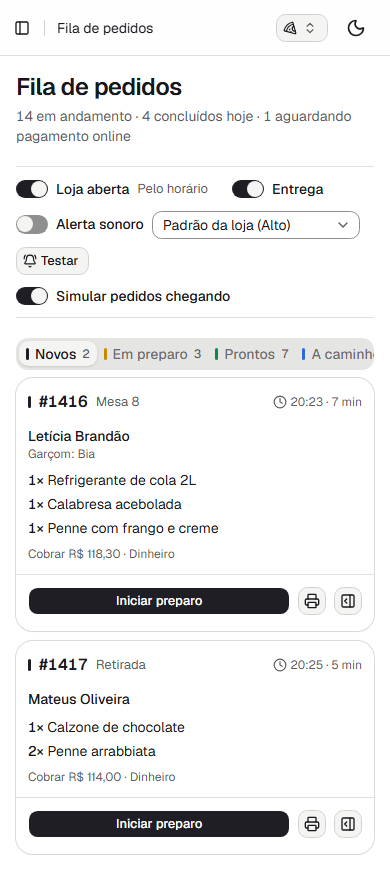 Fila de pedidos
Fila de pedidos
14 em andamento · 4 concluídos hoje · 1 aguardando
pagamento online
Loja aberta Pelo horário Entrega
Alerta sonoro Padrão da loja (Alto)
Testar
Simular pedidos chegando
Novos 2 Em preparo 3 Prontos 7 A caminho
#1416 Mesa 8 20:23 · 7 min
Letícia Brandão
Garçom: Bia
1× Refrigerante de cola 2L
1× Calabresa acebolada
1× Penne com frango e creme
Cobrar R$ 118,30 · Dinheiro
Iniciar preparo
#1417 Retirada 20:25 · 5 min
Mateus Oliveira
1× Calzone de chocolate
2× Penne arrabbiata
Cobrar R$ 114,00 · Dinheiro
Iniciar preparo